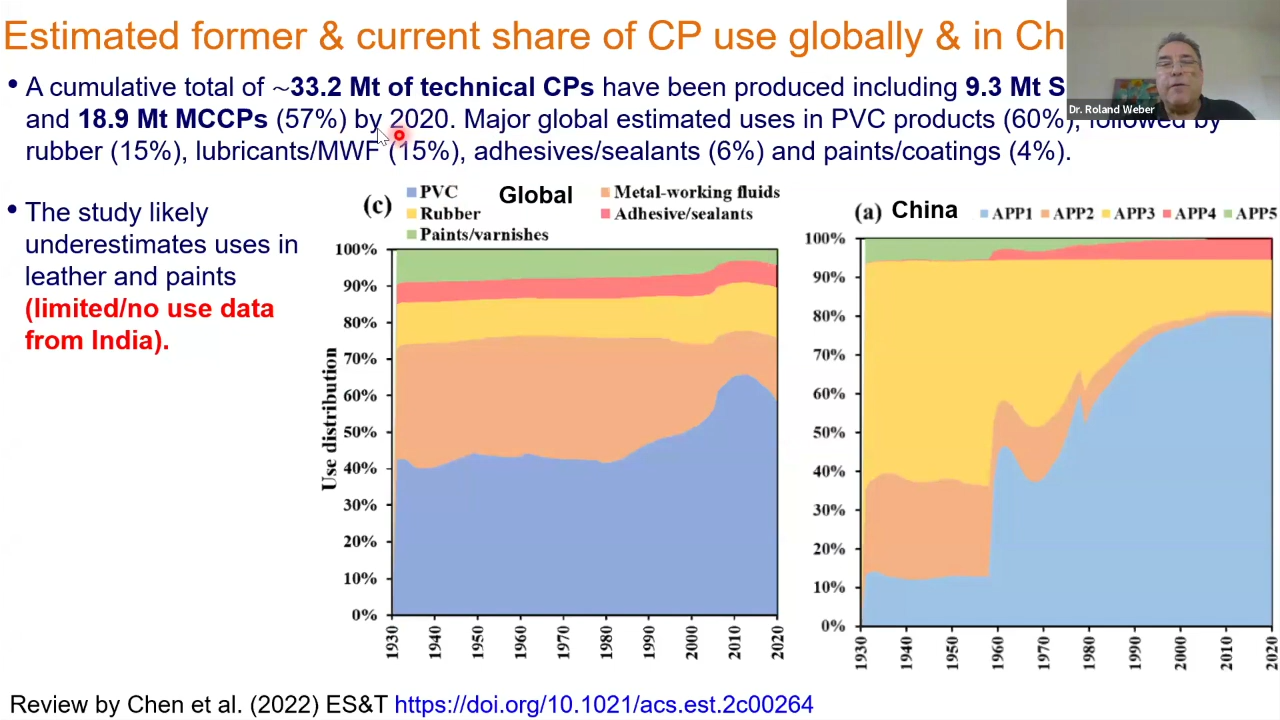 Estimated former & current share of CP use globally & in Ch
Dr. Roland Weber
• A cumulative total of ~33.2 Mt of technical CPs have been produced including 9.3 Mt S
and 18.9 Mt MCCPs (57%) by 2020. Major global estimated uses in PVC products (60%), followed by
rubber (15%), lubricants/MWF (15%), adhesives/sealants (6%) and paints/coatings (4%).
• The study likely
underestimates uses in
leather and paints
(limited/no use data
from India).
(c)
Global
PVC
Metal-working fluids
Rubber
Adhesive/sealants
Paints/varnishes
Use distribution
100%
90%
80%
70%
60%
50%
40%
30%
20%
10%
0%
1930 1940 1950 1960 1970 1980 1990 2000 2010 2020
(a) China
APP1 APP2 APP3 APP4 APP5
100%
90%
80%
70%
60%
50%
40%
30%
20%
10%
0%
1930 1940 1950 1960 1970 1980 1990 2000 2010 2020
Review by Chen et al. (2022) ES&T https://doi.org/10.1021/acs.est.2c00264